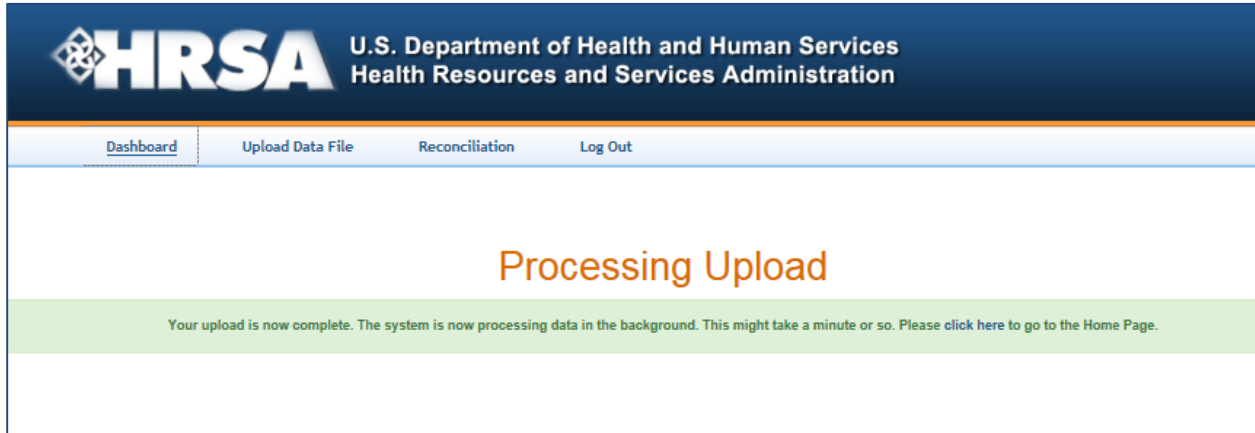 HRSA
U.S. Department of Health and Human Services
Health Resources and Services Administration
Dashboard Upload Data File Reconciliation Log Out
Processing Upload
Your upload is now complete. The system is now processing data in the background. This might take a minute or so. Please click here to go to the Home Page.